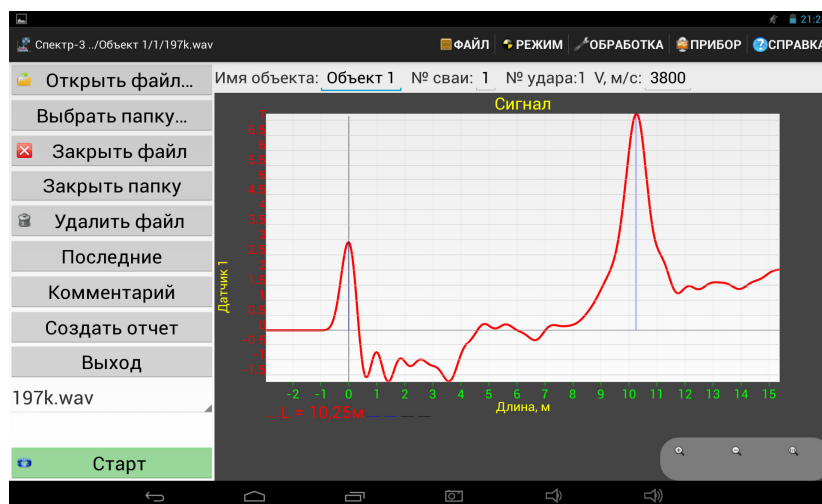 21:2
Спектр-3 ../Объект 1/1/197k.wav
ФАЙЛ РЕЖИМ ОБРАБОТКА ПРИБОР СПРАВКА
Имя объекта: Объект 1 № сваи: 1 № удара:1 V, м/с: 3800
Открыть файл...
Выбрать папку...
Закрыть файл
Закрыть папку
Удалить файл
Последние
Комментарий
Создать отчет
Выход
197k.wav
Старт
Сигнал
7
6.5
6
5.5
5
4.5
4
3.5
3
2.5
2
1.5
1
0.5
0
-0.5
-1
-1.5
Датчик 1
-2 -1 0 1 2 3 4 5 6 7 8 9 10 11 12 13 14 15
Длина, м
L = 10,25м